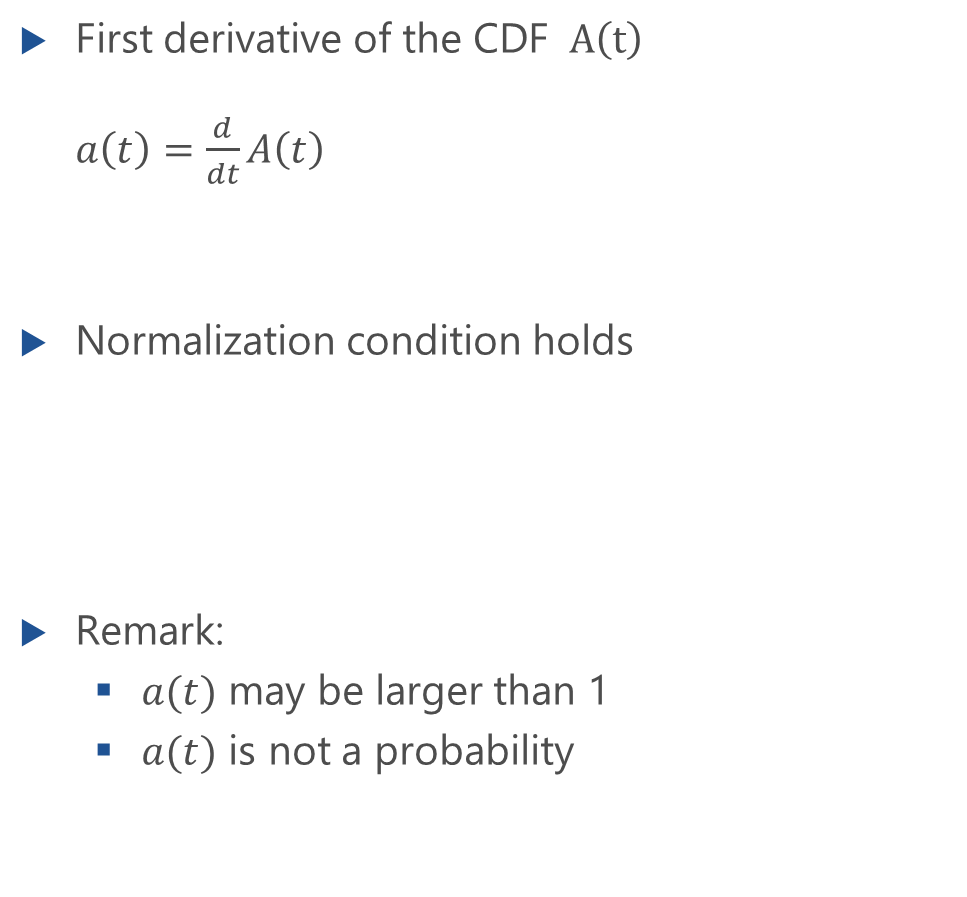 First derivative of the CDF A(t)
a(t) = d/dt A(t)
Normalization condition holds
Remark:
a(t) may be larger than 1
a(t) is not a probability